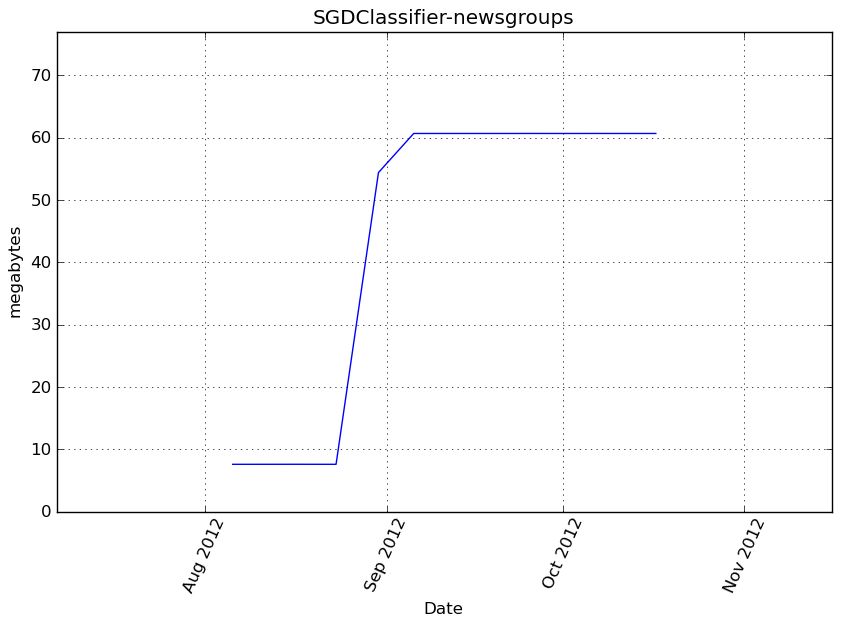 SGDClassifier-newsgroups
70
60
50
40
30
20
10
0
megabytes
Aug 2012
Sep 2012
Oct 2012
Nov 2012
Date